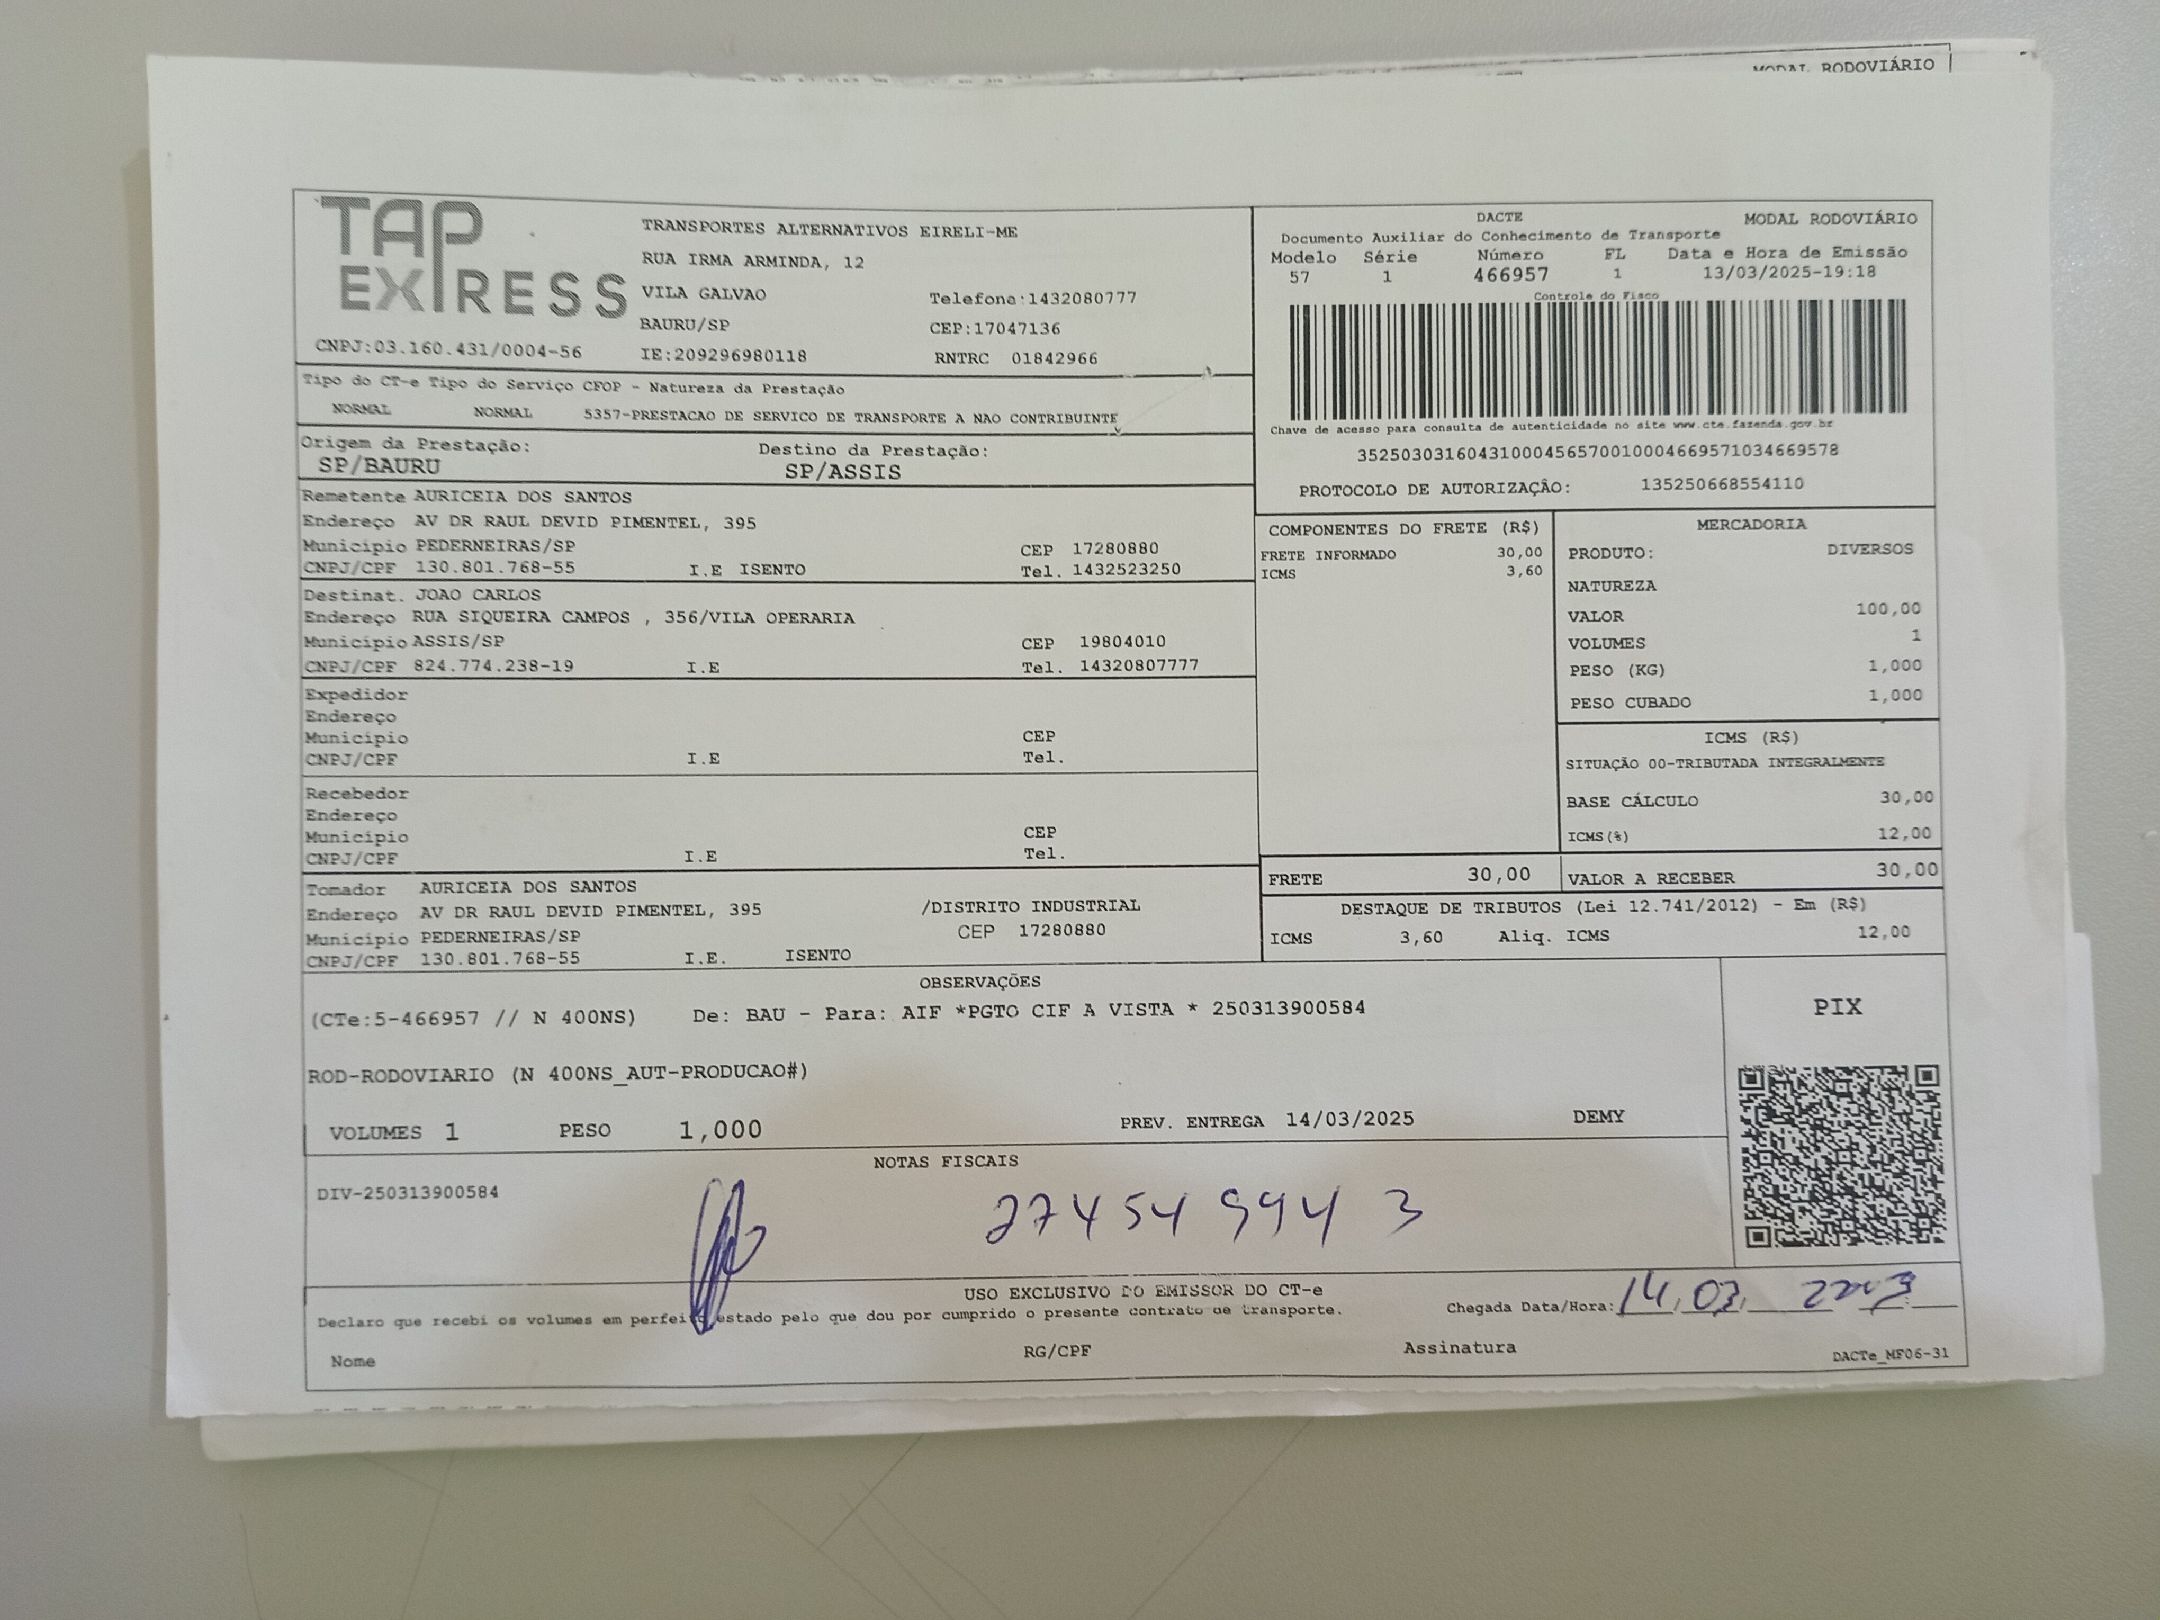 MODAL RODOVIÁRIO
TAP EXPRESS
CNPJ:03.160.431/0004-56
TRANSPORTES ALTERNATIVOS EIRELI-ME
RUA IRMA ARMINDA, 12
VILA GALVAO Telefone:1432080777
BAURU/SP CEP:17047136
IE:209296980118 RNTRC 01842966
DACTE MODAL RODOVIÁRIO
Documento Auxiliar do Conhecimento de Transporte
Modelo Série Número FL Data e Hora de Emissão
57 1 466957 1 13/03/2025-19:18
Controle do Fisco
Chave de acesso para consulta de autenticidade no site www.cte.fazenda.gov.br
35250303160431000456570010004669571034669578
PROTOCOLO DE AUTORIZAÇÂO: 135250668554110
Tipo do CT-e Tipo do Serviço CFOP - Natureza da Prestação
NORMAL NORMAL 5357-PRESTACAO DE SERVICO DE TRANSPORTE A NAO CONTRIBUINTE
Origem da Prestação: Destino da Prestação:
SP/BAURU SP/ASSIS
Remetente AURICEIA DOS SANTOS
Endereço AV DR RAUL DEVID PIMENTEL, 395
Município PEDERNEIRAS/SP CEP 17280880
CNPJ/CPF 130.801.768-55 I.E ISENTO Tel. 1432523250
Destinat. JOAO CARLOS
Endereço RUA SIQUEIRA CAMPOS , 356/VILA OPERARIA
Município ASSIS/SP CEP 19804010
CNPJ/CPF 824.774.238-19 I.E Tel. 14320807777
Expedidor
Endereço
Município CEP
CNPJ/CPF I.E Tel.
Recebedor
Endereço
Município CEP
CNPJ/CPF I.E Tel.
Tomador AURICEIA DOS SANTOS
Endereço AV DR RAUL DEVID PIMENTEL, 395 /DISTRITO INDUSTRIAL
Município PEDERNEIRAS/SP CEP 17280880
CNPJ/CPF 130.801.768-55 I.E. ISENTO
COMPONENTES DO FRETE (R$)
FRETE INFORMADO 30,00
ICMS 3,60
MERCADORIA
PRODUTO: DIVERSOS
NATUREZA
VALOR 100,00
VOLUMES 1
PESO (KG) 1,000
PESO CUBADO 1,000
ICMS (R$)
SITUAÇÃO 00-TRIBUTADA INTEGRALMENTE
BASE CÁLCULO 30,00
ICMS(%) 12,00
FRETE 30,00 VALOR A RECEBER 30,00
DESTAQUE DE TRIBUTOS (Lei 12.741/2012) - Em (R$)
ICMS 3,60 Aliq. ICMS 12,00
OBSERVAÇÕES
(CTe:5-466957 // N 400NS) De: BAU - Para: AIF *PGTO CIF A VISTA * 250313900584
ROD-RODOVIARIO (N 400NS_AUT-PRODUCAO#)
VOLUMES 1 PESO 1,000 PREV. ENTREGA 14/03/2025 DEMY
PIX
NOTAS FISCAIS
DIV-250313900584
27454994 3
USO EXCLUSIVO DO EMISSOR DO CT-e
Declaro que recebi os volumes em perfeito estado pelo que dou por cumprido o presente contrato de transporte.
Chegada Data/Hora: 14, 03,
Nome RG/CPF Assinatura DACTe_MF06-31